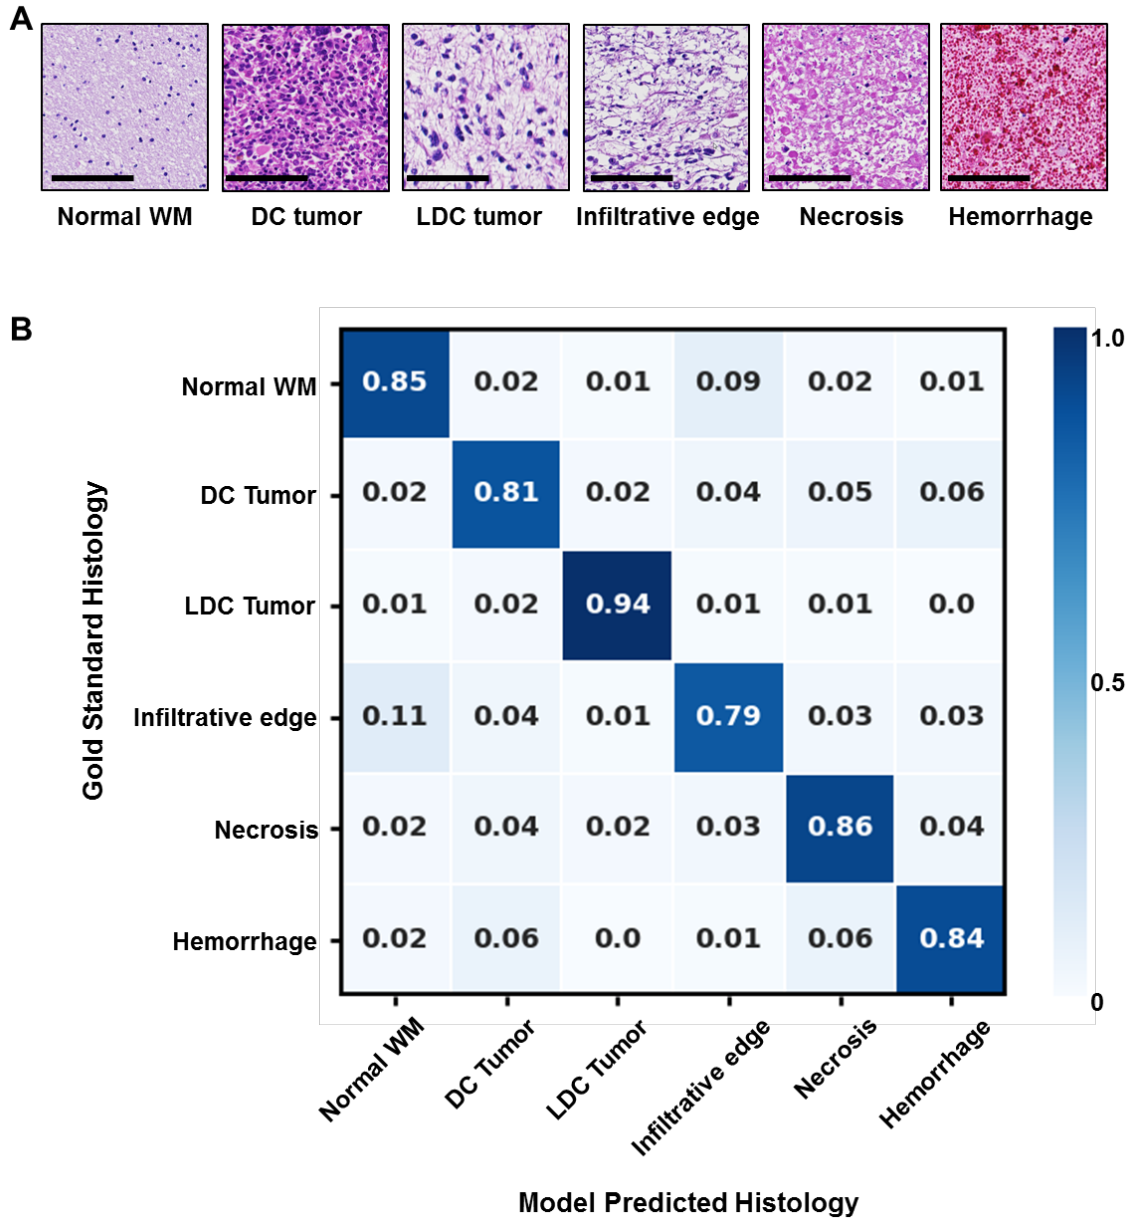 A
Normal WM DC tumor LDC tumor Infiltrative edge Necrosis Hemorrhage
B
Gold Standard Histology
Normal WM 0.85 0.02 0.01 0.09 0.02 0.01
DC Tumor 0.02 0.81 0.02 0.04 0.05 0.06
LDC Tumor 0.01 0.02 0.94 0.01 0.01 0.0
Infiltrative edge 0.11 0.04 0.01 0.79 0.03 0.03
Necrosis 0.02 0.04 0.02 0.03 0.86 0.04
Hemorrhage 0.02 0.06 0.0 0.01 0.06 0.84
Normal WM DC Tumor LDC Tumor Infiltrative edge Necrosis Hemorrhage
Model Predicted Histology
1.0
0.5
0